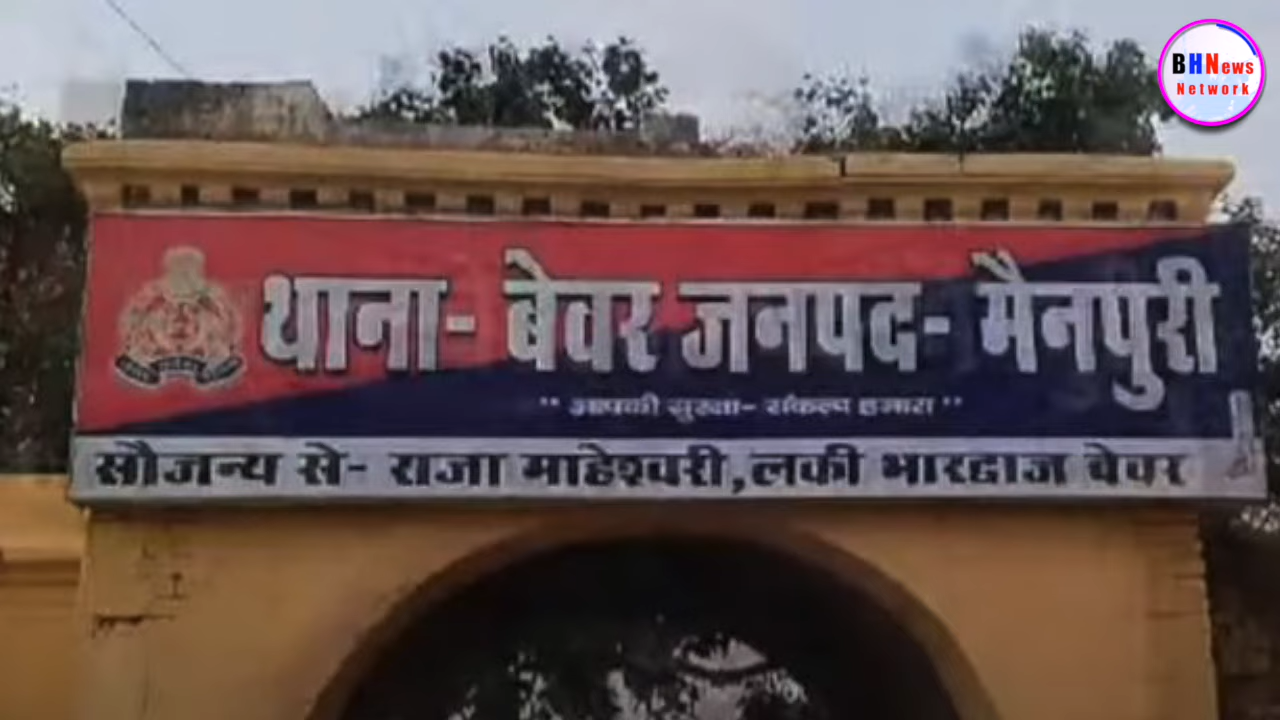 BHNews
Network
थाना- बेवर जनपद- मैनपुरी
" आपकी सुरक्षा- संकल्प हमारा "
सौजन्य से- राजा माहेश्वरी,लकी भारद्वाज बेवर